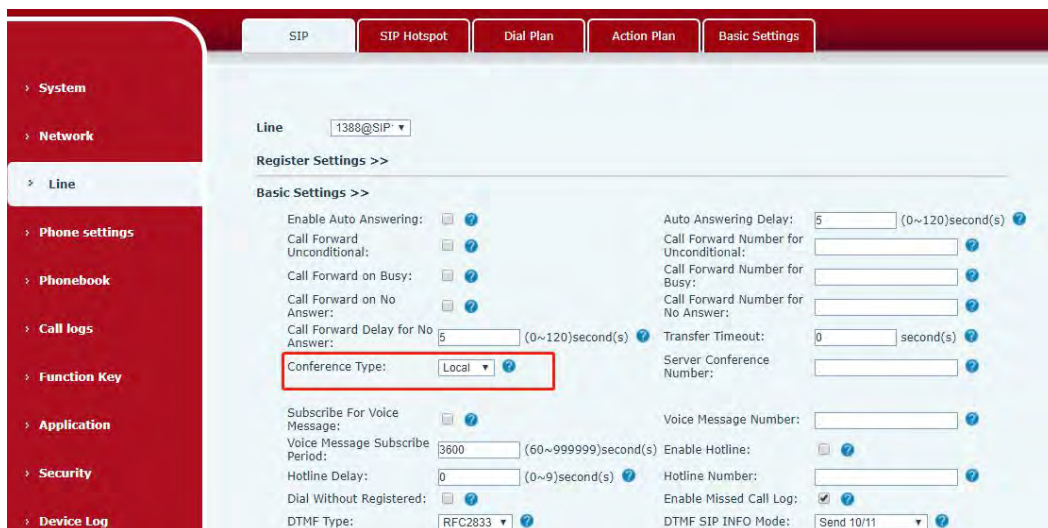 SIP
SIP Hotspot
Dial Plan
Action Plan
Basic Settings
› System
› Network
› Line
› Phone settings
› Phonebook
› Call logs
› Function Key
› Application
› Security
› Device Log
Line 1388@SIP
Register Settings >>
Basic Settings >>
Enable Auto Answering: Auto Answering Delay: 5 (0~120)second(s)
Call Forward
Unconditional:
Call Forward Number for
Unconditional:
Call Forward on Busy:
Call Forward Number for
Busy:
Call Forward on No
Answer:
Call Forward Number for
No Answer:
Call Forward Delay for No
Answer: 5 (0~120)second(s)
Transfer Timeout: 0 second(s)
Conference Type: Local
Server Conference
Number:
Subscribe For Voice
Message:
Voice Message Number:
Voice Message Subscribe
Period: 3600 (60~999999)second(s)
Enable Hotline:
Hotline Delay: 0 (0~9)second(s)
Hotline Number:
Dial Without Registered:
Enable Missed Call Log:
DTMF Type: RFC2833
DTMF SIP INFO Mode: Send 10/11